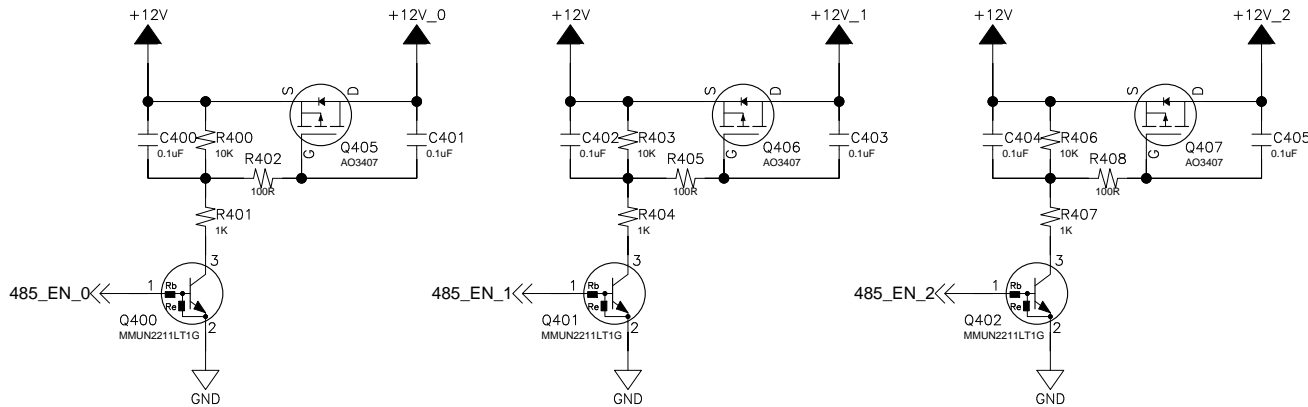 +12V
+12V_0
+12V
+12V_1
+12V
+12V_2
S
D
S
D
S
D
C400
0.1uF
R400
10K
Q405
AO3407
G
C401
0.1uF
R402
100R
C402
0.1uF
R403
10K
Q406
AO3407
G
C403
0.1uF
R405
100R
C404
0.1uF
R406
10K
Q407
AO3407
G
C405
0.1uF
R408
100R
R401
1K
R404
1K
R407
1K
485_EN_0
1
Rb
Re
3
2
Q400
MMUN2211LT1G
485_EN_1
1
Rb
Re
3
2
Q401
MMUN2211LT1G
485_EN_2
1
Rb
Re
3
2
Q402
MMUN2211LT1G
GND
GND
GND